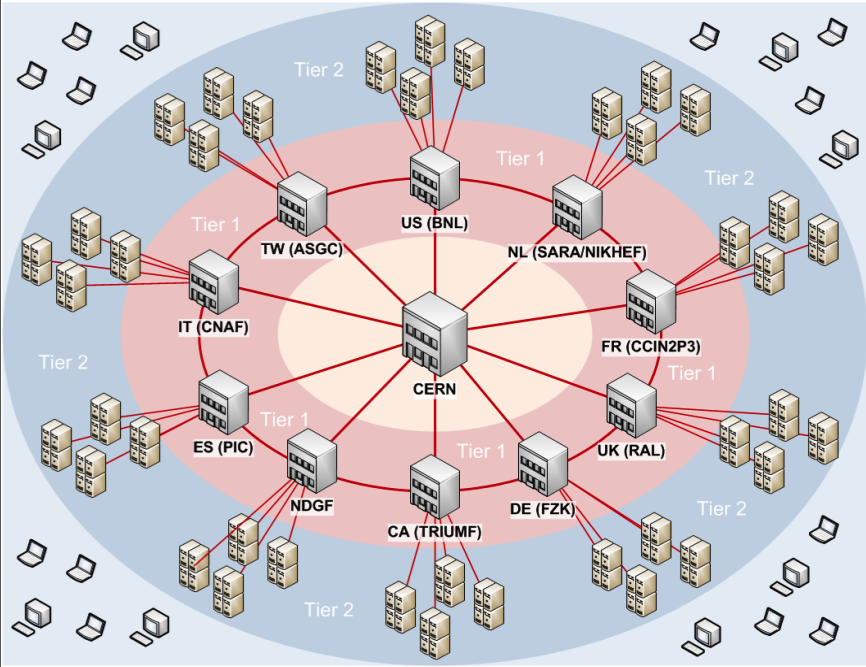 Tier 2
Tier 1
US (BNL)
Tier 2
Tier 1
TW (ASGC)
NL (SARA/NIKHEF)
IT (CNAF)
FR (CCIN2P3)
Tier 2
CERN
Tier 1
Tier 1
ES (PIC)
UK (RAL)
Tier 1
NDGF
DE (FZK)
Tier 2
CA (TRIUMF)
Tier 2